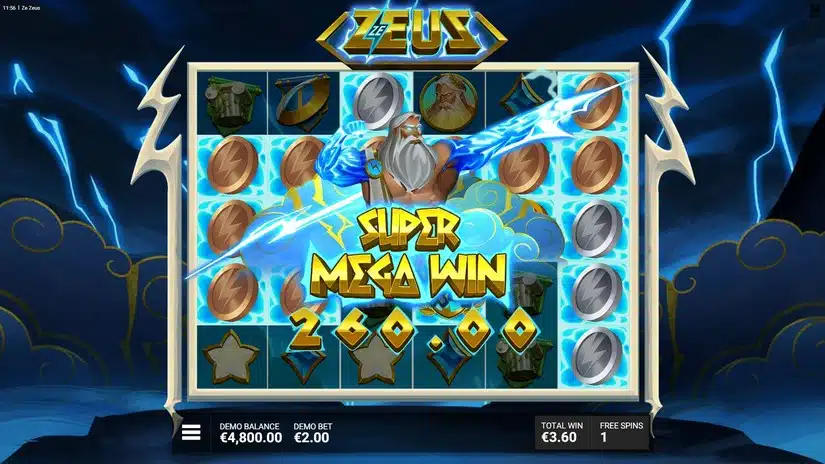 11:56 | Ze Zeus
ZE
ZEUS
SUPER
MEGA WIN
260.00
DEMO BALANCE
€4,800.00
DEMO BET
€2.00
TOTAL WIN
€3.60
FREE SPINS
1